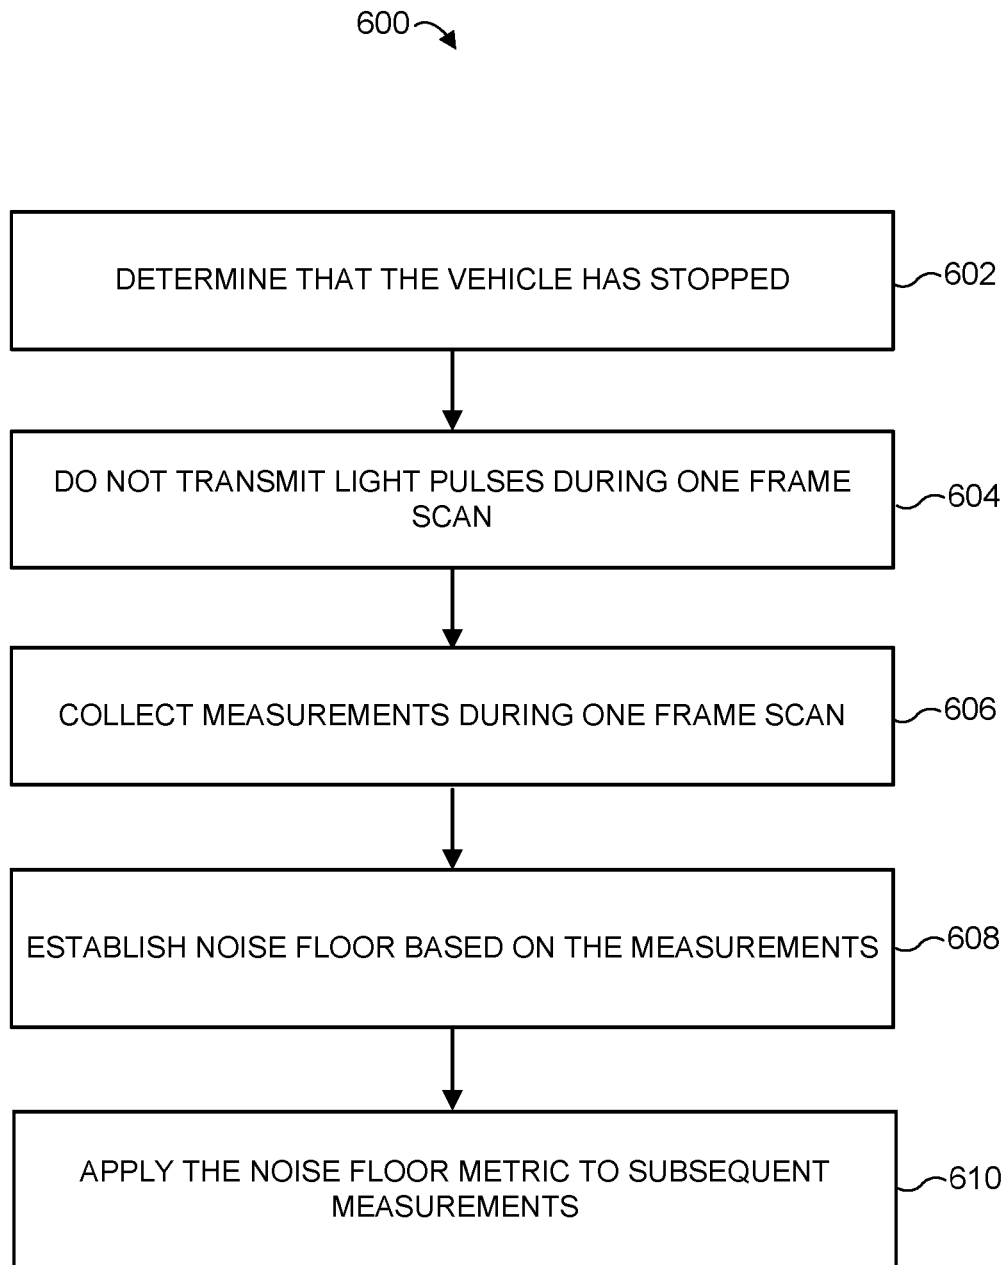 600
DETERMINE THAT THE VEHICLE HAS STOPPED
602
DO NOT TRANSMIT LIGHT PULSES DURING ONE FRAME
SCAN
604
COLLECT MEASUREMENTS DURING ONE FRAME SCAN
606
ESTABLISH NOISE FLOOR BASED ON THE MEASUREMENTS
608
APPLY THE NOISE FLOOR METRIC TO SUBSEQUENT
MEASUREMENTS
610